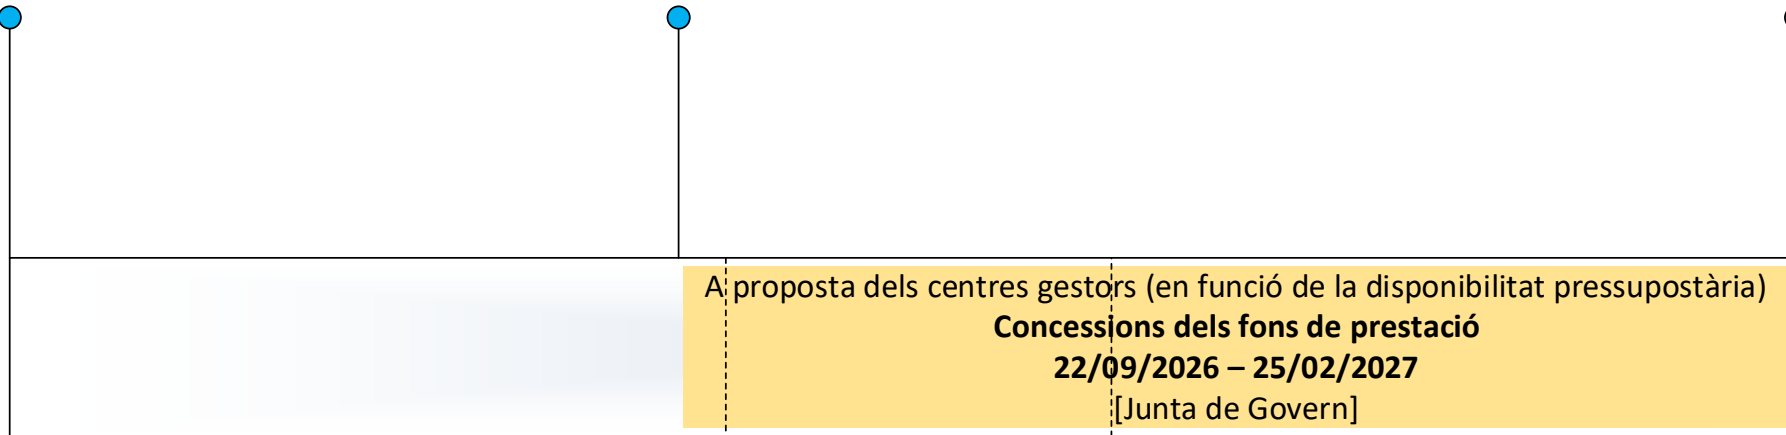 A proposta dels centres gestors (en funció de la disponibilitat pressupostària)
Concessions dels fons de prestació
22/09/2026 – 25/02/2027
[Junta de Govern]